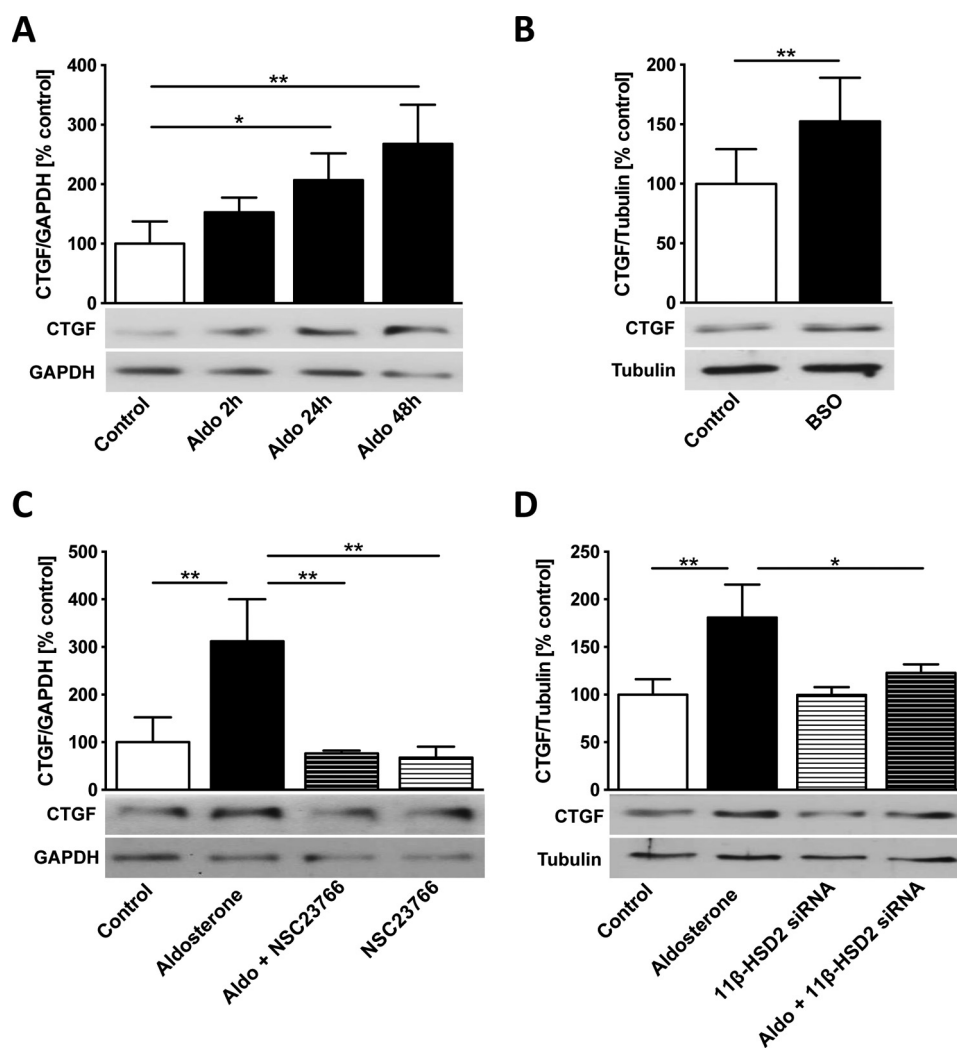 A
CTGF/GAPDH [% control]
400
300
200
100
0
**
*
CTGF
GAPDH
Control
Aldo 2h
Aldo 24h
Aldo 48h
B
CTGF/Tubulin [% control]
200
150
100
50
0
**
CTGF
Tubulin
Control
BSO
C
CTGF/GAPDH [% control]
500
400
300
200
100
0
**
**
**
CTGF
GAPDH
Control
Aldosterone
Aldo + NSC23766
NSC23766
D
CTGF/Tubulin [% control]
250
200
150
100
50
0
**
*
CTGF
Tubulin
Control
Aldosterone
11β-HSD2 siRNA
Aldo + 11β-HSD2 siRNA